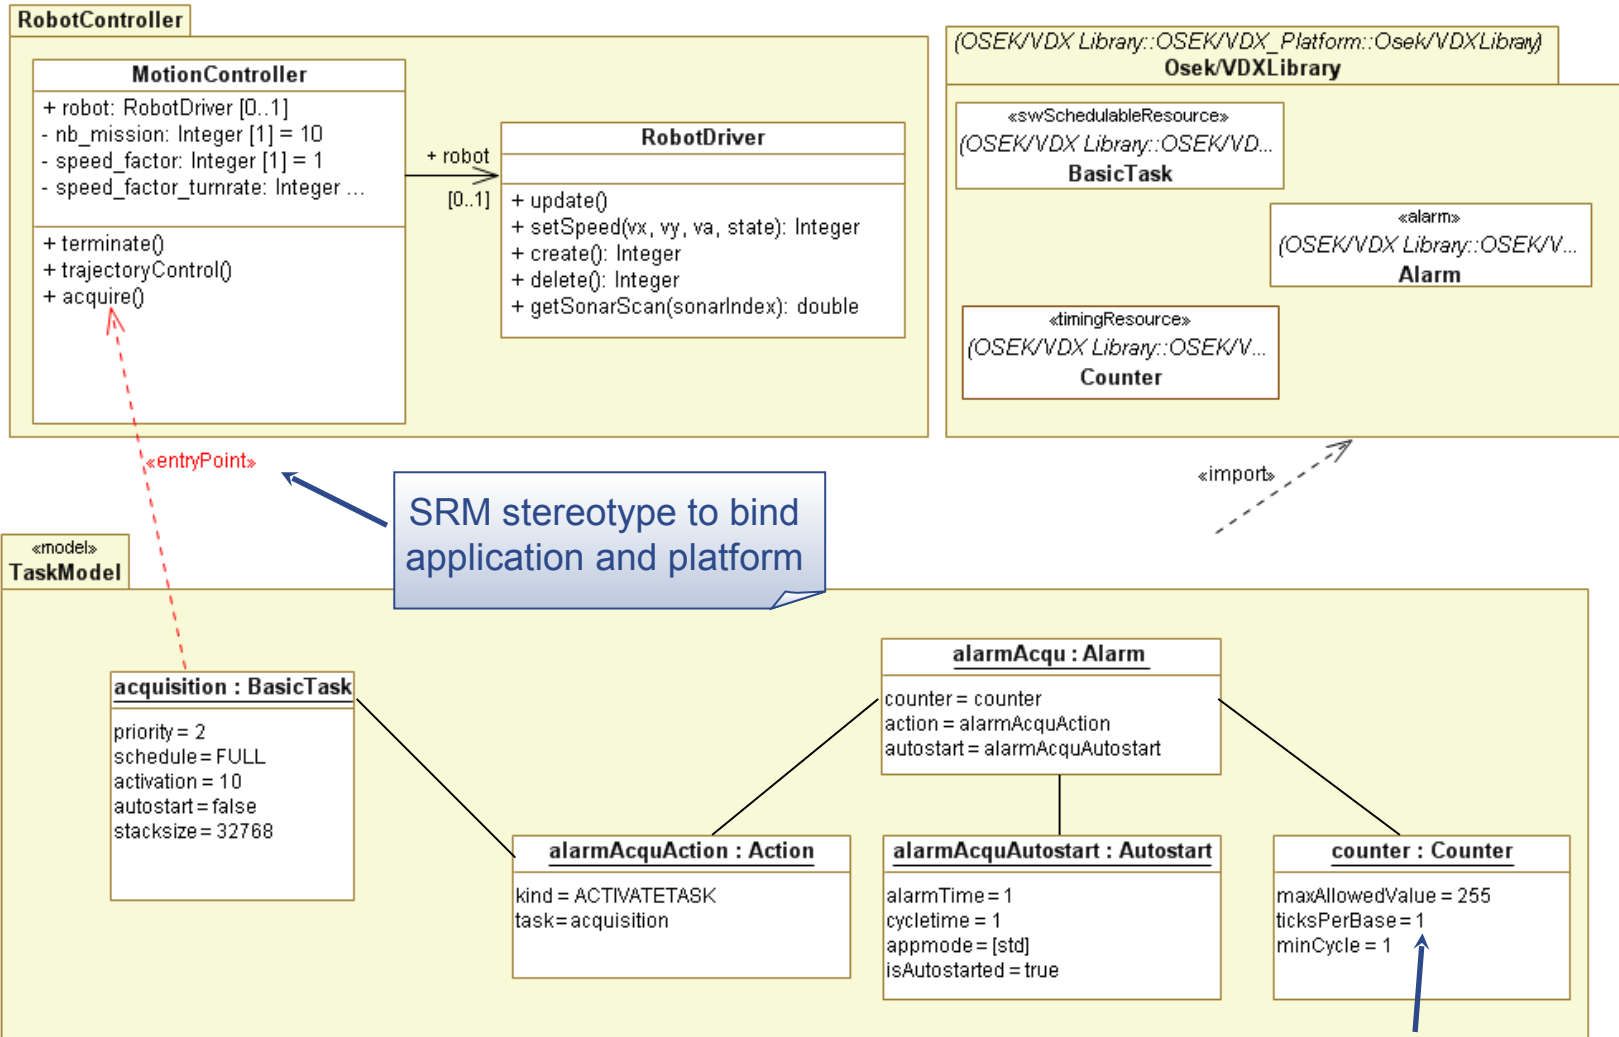 RobotController
MotionController
+ robot: RobotDriver [0..1]
- nb_mission: Integer [1] = 10
- speed_factor: Integer [1] = 1
- speed_factor_turnrate: Integer ...
+ terminate()
+ trajectoryControl()
+ acquire()
+ robot
[0..1]
RobotDriver
+ update()
+ setSpeed(vx, vy, va, state): Integer
+ create(): Integer
+ delete(): Integer
+ getSonarScan(sonarIndex): double
(OSEK/VDX Library::OSEK/VDX_Platform::Osek/VDXLibrary)
Osek/VDXLibrary
«swSchedulableResource»
(OSEK/VDX Library::OSEK/VD...
BasicTask
«alarm»
(OSEK/VDX Library::OSEK/V...
Alarm
«timingResource»
(OSEK/VDX Library::OSEK/V...
Counter
«entryPoint»
SRM stereotype to bind
application and platform
«import»
«model»
TaskModel
acquisition : BasicTask
priority = 2
schedule = FULL
activation = 10
autostart = false
stacksize = 32768
alarmAcqu : Alarm
counter = counter
action = alarmAcquAction
autostart = alarmAcquAutostart
alarmAcquAction : Action
kind = ACTIVATETASK
task= acquisition
alarmAcquAutostart : Autostart
alarmTime = 1
cycletime = 1
appmode = [std]
isAutostarted = true
counter : Counter
maxAllowedValue = 255
ticksPerBase = 1
minCycle = 1